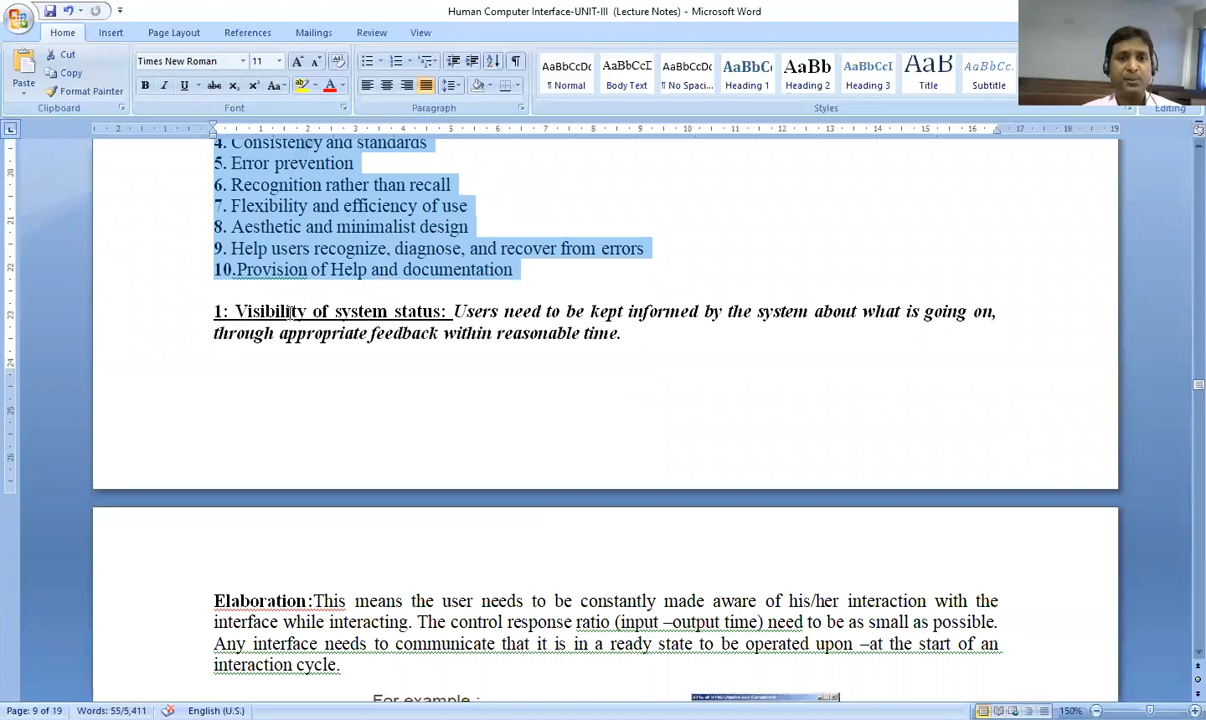 Human Computer Interface-UNIT-III (Lecture Notes) - Microsoft Word
Home Insert Page Layout References Mailings Review View
Paste
Cut
Copy
Format Painter
Clipboard
Times New Roman 11
Font
Paragraph
AaBbCcDc AaBbCcI AaBbCcDc AaBbC AaBb AaBbCc AaB AaBbCc.
¶ Normal Body Text ¶ No Spaci... Heading 1 Heading 2 Heading 3 Title Subtitle
Styles
Editing
4. Consistency and standards
5. Error prevention
6. Recognition rather than recall
7. Flexibility and efficiency of use
8. Aesthetic and minimalist design
9. Help users recognize, diagnose, and recover from errors
10.Provision of Help and documentation
1: Visibility of system status: Users need to be kept informed by the system about what is going on,
through appropriate feedback within reasonable time.
Elaboration:This means the user needs to be constantly made aware of his/her interaction with the
interface while interacting. The control response ratio (input –output time) need to be as small as possible.
Any interface needs to communicate that it is in a ready state to be operated upon –at the start of an
interaction cycle.
For example :
Page: 9 of 19 Words: 55/5,411 English (U.S.) 150%